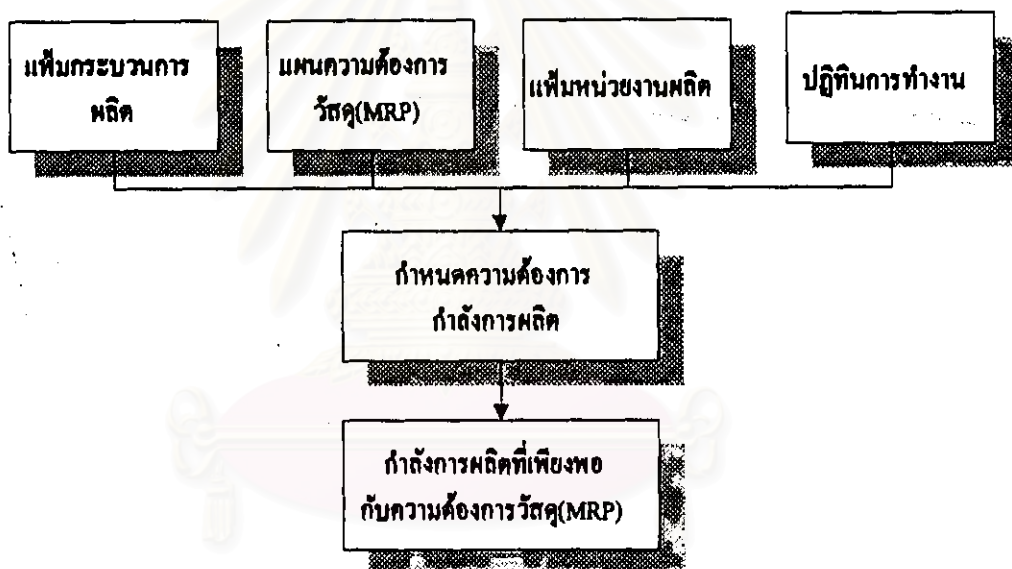 แฟ้มกระบวนการ
ผลิต
แผนความต้องการ
วัสดุ(MRP)
แฟ้มหน่วยงานผลิต
ปฏิทินการทำงาน
กำหนดความต้องการ
กำลังการผลิต
กำลังการผลิตที่เพียงพอ
กับความต้องการวัสดุ(MRP)